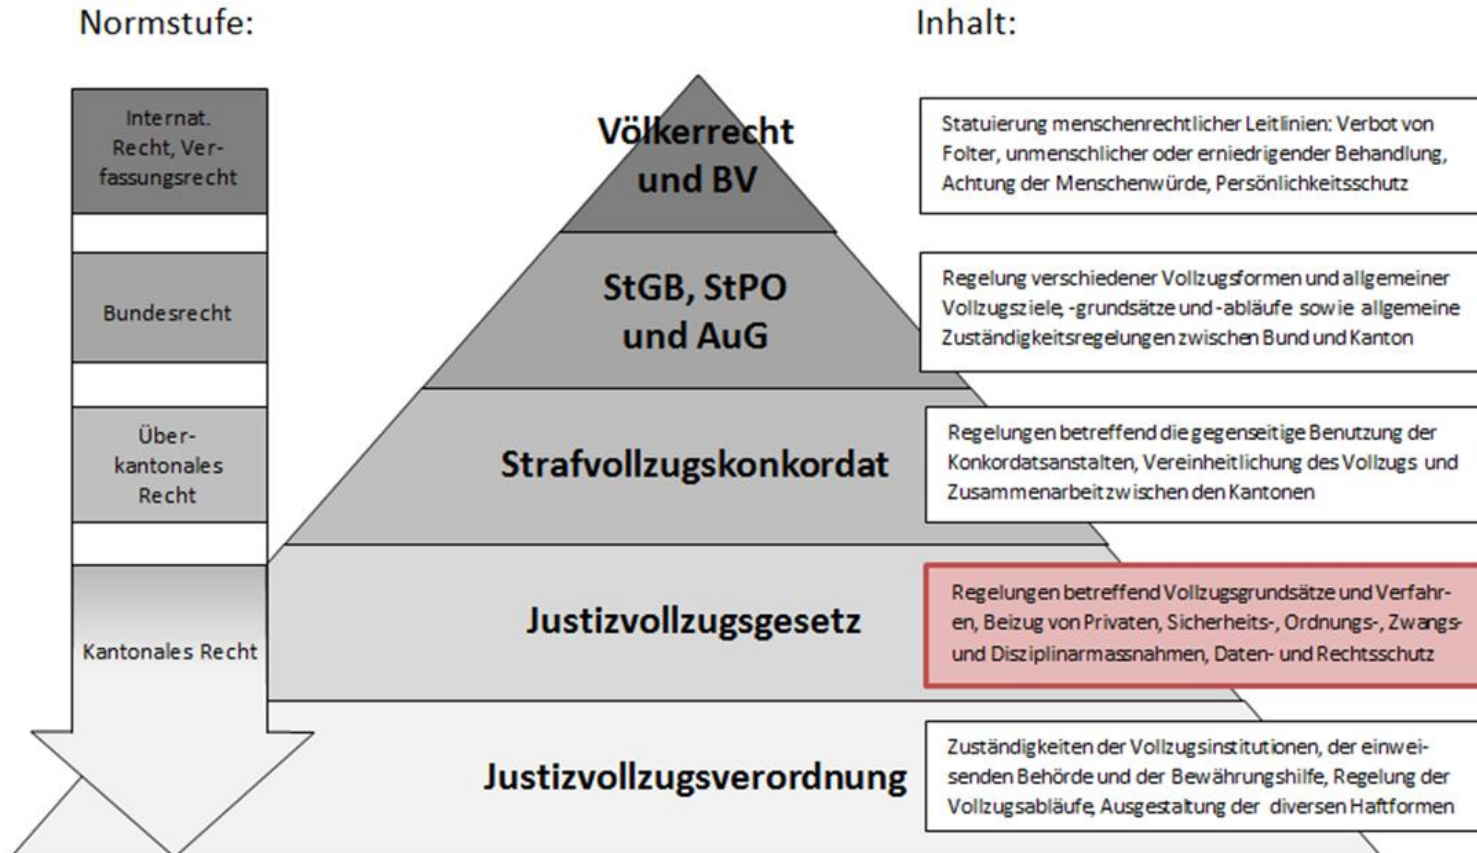 Normstufe:
Inhalt:
Internat.
Recht, Ver-
fassungsrecht
Völkerrecht
und BV
Statuierung menschenrechtlicher Leitlinien: Verbot von
Folter, unmenschlicher oder erniedrigender Behandlung,
Achtung der Menschenwürde, Persönlichkeitsschutz
Bundesrecht
StGB, StPO
und AuG
Regelung verschiedener Vollzugsformen und allgemeiner
Vollzugsziele, -grundsätze und -abläufe sowie allgemeine
Zuständigkeitsregelungen zwischen Bund und Kanton
Über-
kantonales
Recht
Strafvollzugskonkordat
Regelungen betreffend die gegenseitige Benutzung der
Konkordatsanstalten, Vereinheitlichung des Vollzugs und
Zusammenarbeit zwischen den Kantonen
Kantonales Recht
Justizvollzugsgesetz
Regelungen betreffend Vollzugsgrundsätze und Verfahr-
en, Beizug von Privaten, Sicherheits-, Ordnungs-, Zwangs-
und Disziplinarmassnahmen, Daten- und Rechtsschutz
Justizvollzugsverordnung
Zuständigkeiten der Vollzugsinstitutionen, der einwei-
senden Behörde und der Bewährungshilfe, Regelung der
Vollzugsabläufe, Ausgestaltung der diversen Haftformen